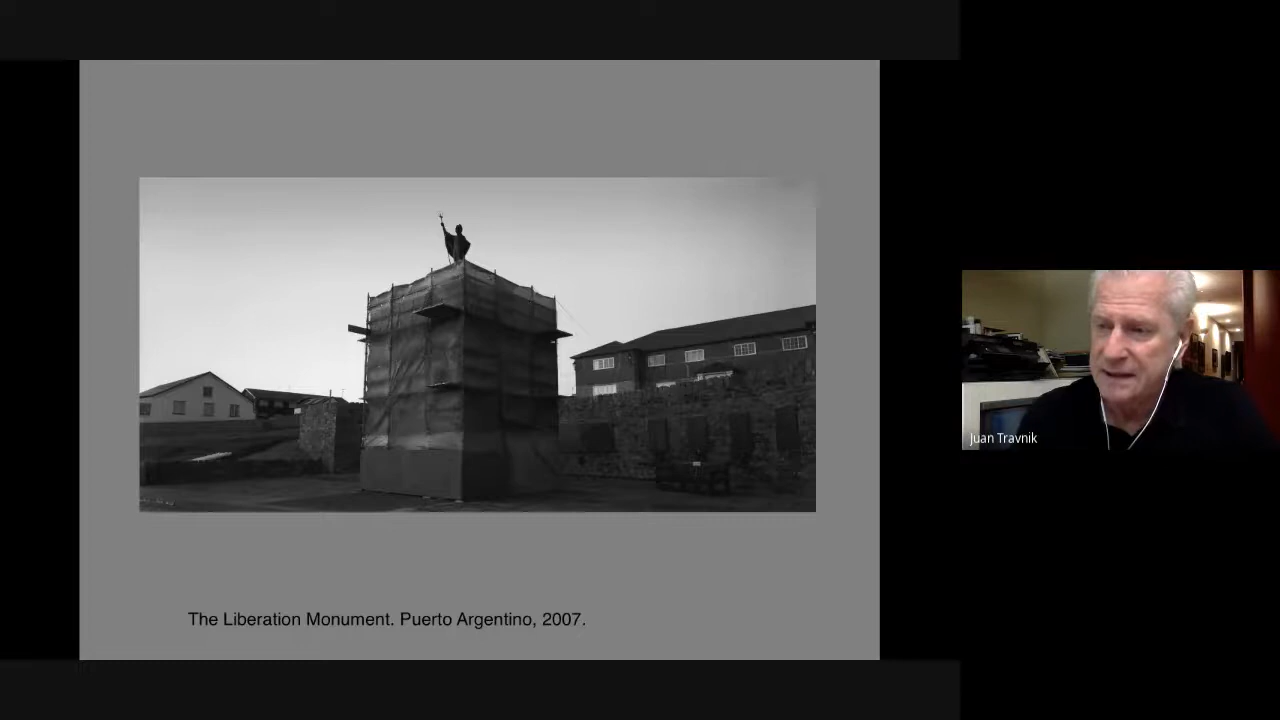 The Liberation Monument. Puerto Argentino, 2007.
Juan Travnik